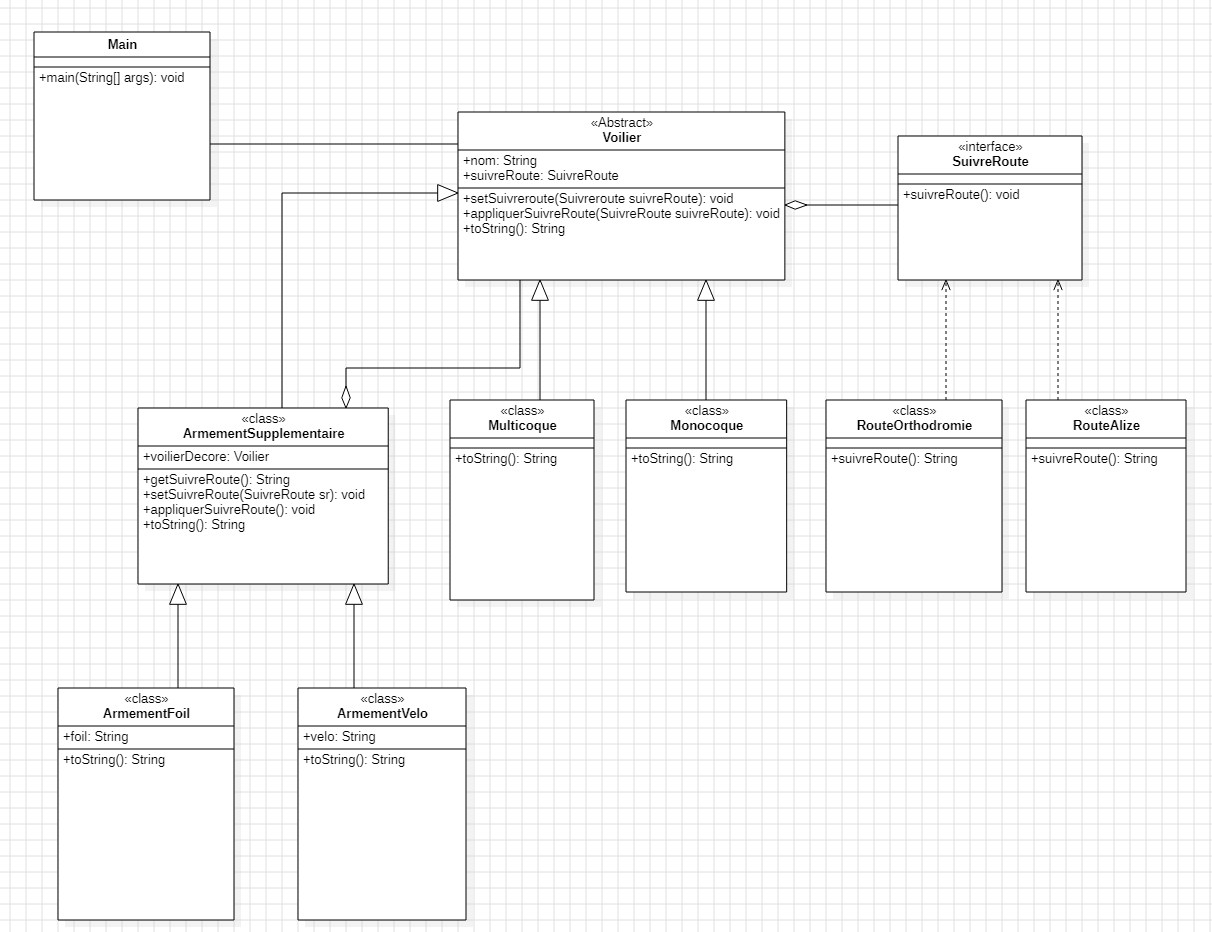 Main
+main(String[] args): void
«Abstract»
Voilier
+nom: String
+suivreRoute: SuivreRoute
+setSuivreroute(Suivreroute suivreRoute): void
+appliquerSuivreRoute(SuivreRoute suivreRoute): void
+toString(): String
«interface»
SuivreRoute
+suivreRoute(): void
«class»
ArmementSupplementaire
+voilierDecore: Voilier
+getSuivreRoute(): String
+setSuivreRoute(SuivreRoute sr): void
+appliquerSuivreRoute(): void
+toString(): String
«class»
Multicoque
+toString(): String
«class»
Monocoque
+toString(): String
«class»
RouteOrthodromie
+suivreRoute(): String
«class»
RouteAlize
+suivreRoute(): String
«class»
ArmementFoil
+foil: String
+toString(): String
«class»
ArmementVelo
+velo: String
+toString(): String